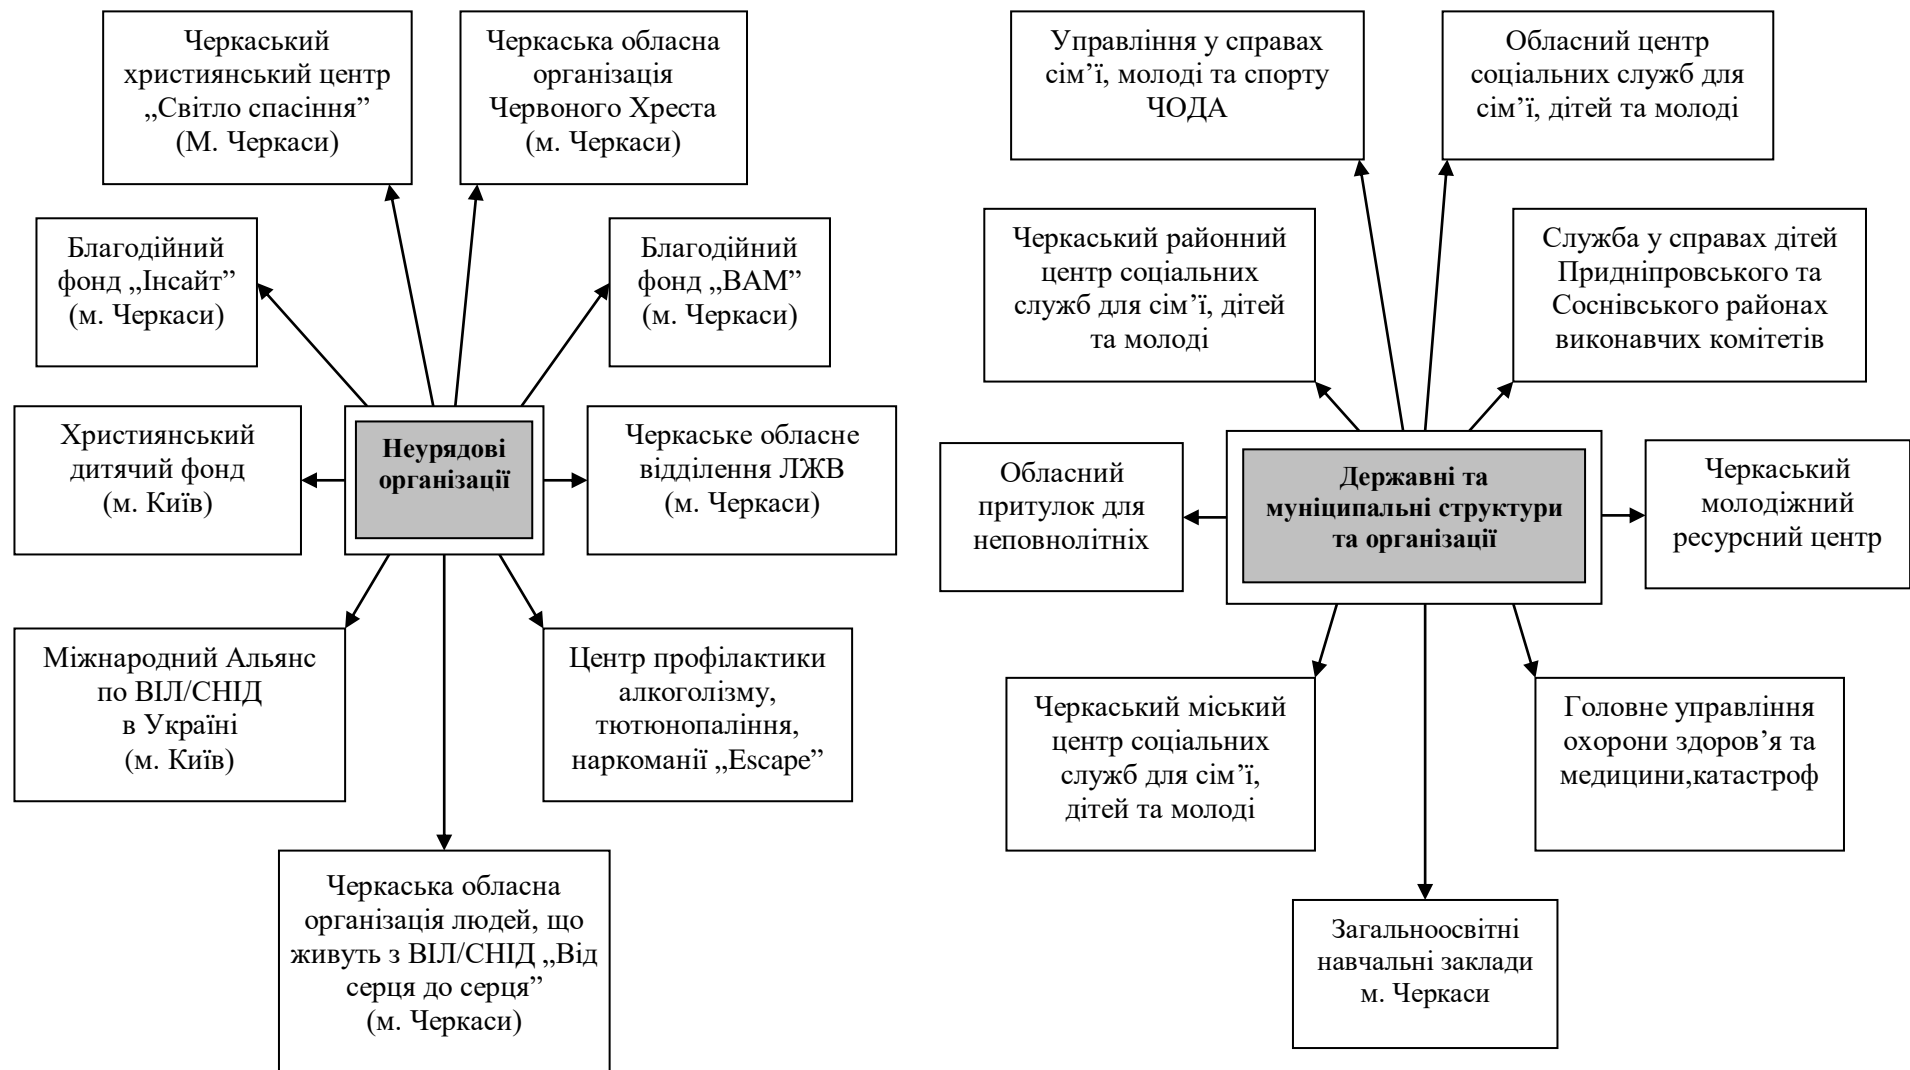 Черкаський
християнський центр
„Світло спасіння”
(М. Черкаси)
Черкаська обласна
організація
Червоного Хреста
(м. Черкаси)
Благодійний
фонд „Інсайт”
(м. Черкаси)
Благодійний
фонд „ВАМ”
(м. Черкаси)
Християнський
дитячий фонд
(м. Київ)
Неурядові
організації
Черкаське обласне
відділення ЛЖВ
(м. Черкаси)
Міжнародний Альянс
по ВІЛ/СНІД
в Україні
(м. Київ)
Центр профілактики
алкоголізму,
тютюнопаління,
наркоманії „Escape”
Черкаська обласна
організація людей, що
живуть з ВІЛ/СНІД „Від
серця до серця”
(м. Черкаси)
Управління у справах
сім’ї, молоді та спорту
ЧОДА
Обласний центр
соціальних служб для
сім’ї, дітей та молоді
Черкаський районний
центр соціальних
служб для сім’ї, дітей
та молоді
Служба у справах дітей
Придніпровського та
Соснівського районах
виконавчих комітетів
Обласний
притулок для
неповнолітніх
Державні та
муніципальні структури
та організації
Черкаський
молодіжний
ресурсний центр
Черкаський міський
центр соціальних
служб для сім’ї,
дітей та молоді
Головне управління
охорони здоров’я та
медицини,катастроф
Загальноосвітні
навчальні заклади
м. Черкаси